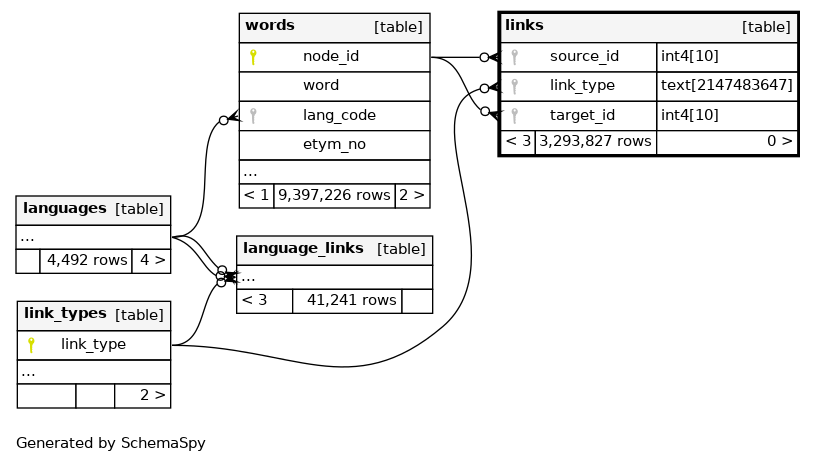 words [table]
node_id
word
lang_code
etym_no
...
< 1 9,397,226 rows 2 >
links [table]
source_id int4[10]
link_type text[2147483647]
target_id int4[10]
< 3 3,293,827 rows 0 >
languages [table]
...
4,492 rows 4 >
language_links [table]
...
< 3 41,241 rows
link_types [table]
link_type
...
2 >
Generated by SchemaSpy